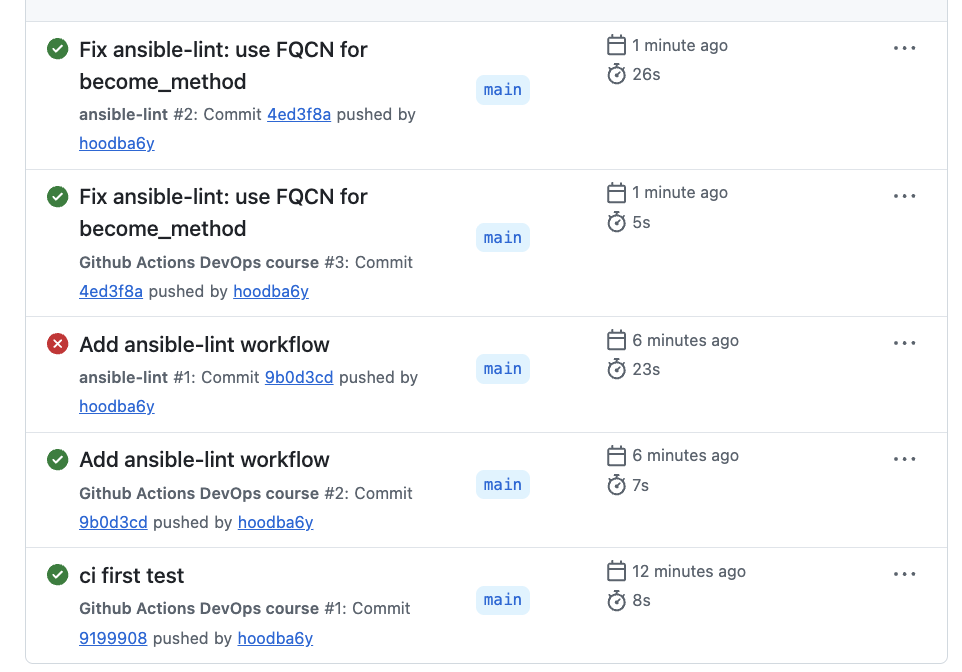 Fix ansible-lint: use FQCN for
become_method
ansible-lint #2: Commit 4ed3f8a pushed by
hoodba6y
main
1 minute ago
26s
Fix ansible-lint: use FQCN for
become_method
Github Actions DevOps course #3: Commit
4ed3f8a pushed by hoodba6y
main
1 minute ago
5s
Add ansible-lint workflow
ansible-lint #1: Commit 9b0d3cd pushed by
hoodba6y
main
6 minutes ago
23s
Add ansible-lint workflow
Github Actions DevOps course #2: Commit
9b0d3cd pushed by hoodba6y
main
6 minutes ago
7s
ci first test
Github Actions DevOps course #1: Commit
9199908 pushed by hoodba6y
main
12 minutes ago
8s